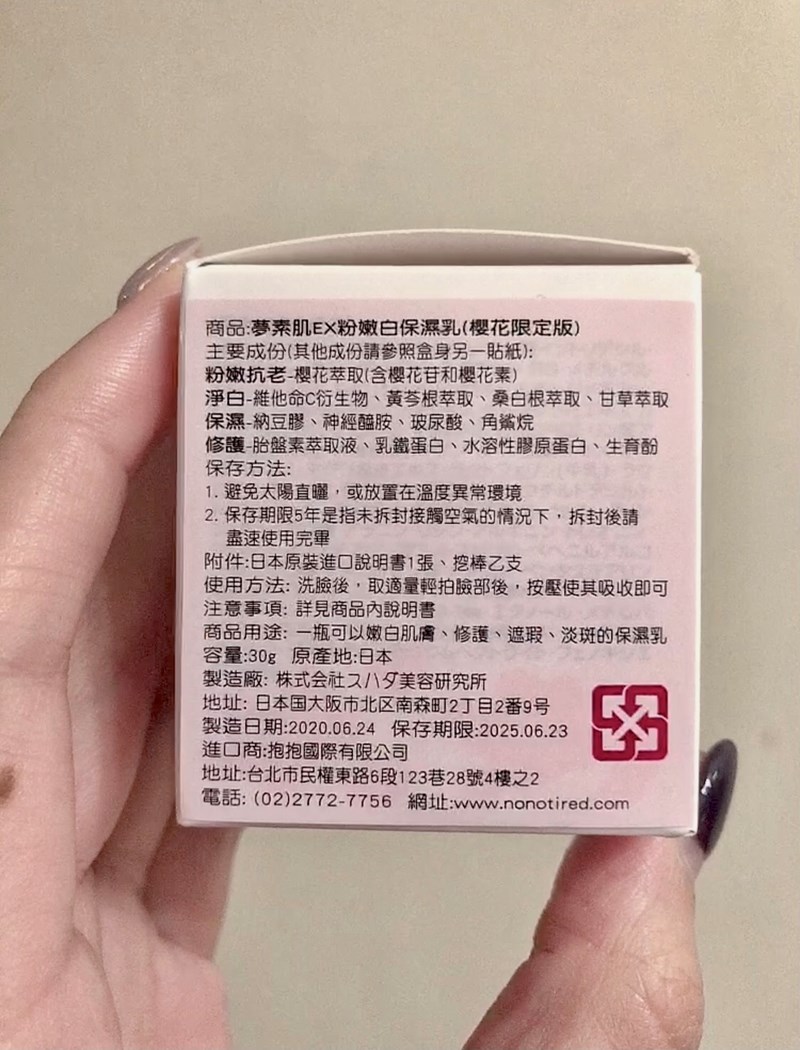 商品:夢素肌EX粉嫩白保濕乳(櫻花限定版)
主要成份(其他成份請參照盒身另一貼紙):
粉嫩抗老-櫻花萃取(含櫻花苷和櫻花素)
淨白-維他命C衍生物、黃芩根萃取、桑白根萃取、甘草萃取
保濕-納豆膠、神經醯胺、玻尿酸、角鯊烷
修護-胎盤素萃取液、乳鐵蛋白、水溶性膠原蛋白、生育酚
保存方法:
1. 避免太陽直曬，或放置在溫度異常環境
2. 保存期限5年是指未拆封接觸空氣的情況下，拆封後請
盡速使用完畢
附件:日本原裝進口說明書1張、挖棒乙支
使用方法: 洗臉後，取適量輕拍臉部後，按壓使其吸收即可
注意事項: 詳見商品內說明書
商品用途: 一瓶可以嫩白肌膚、修護、遮瑕、淡斑的保濕乳
容量:30g 原產地:日本
製造廠: 株式会社スハダ美容研究所
地址: 日本国大阪市北区南森町2丁目2番9号
製造日期:2020.06.24 保存期限:2025.06.23
進口商:抱抱國際有限公司
地址:台北市民權東路6段123巷28號4樓之2
電話: (02)2772-7756 網址:www.nonotired.com